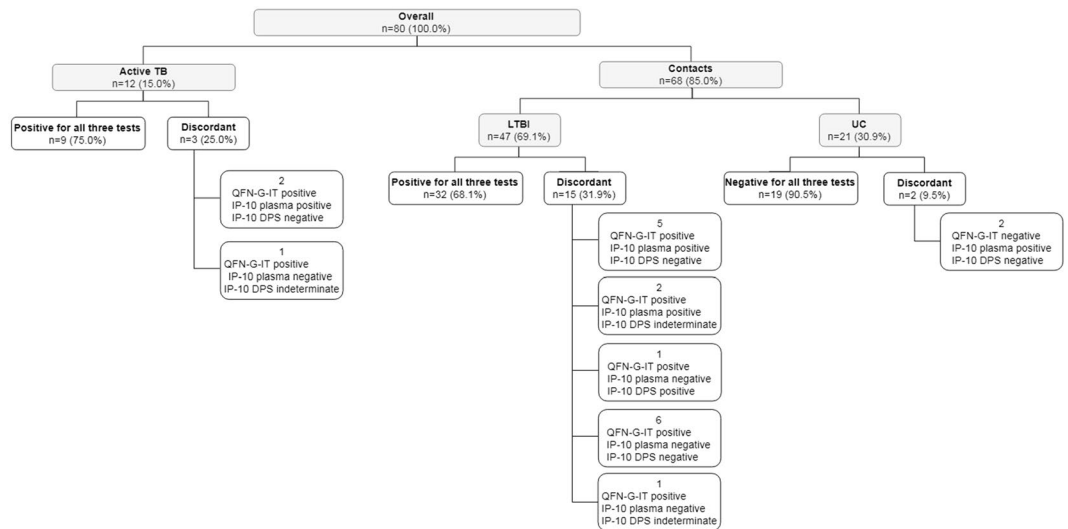 Overall
n=80 (100.0%)
Active TB
n=12 (15.0%)
Contacts
n=68 (85.0%)
Positive for all three tests
n=9 (75.0%)
Discordant
n=3 (25.0%)
2
QFN-G-IT positive
IP-10 plasma positive
IP-10 DPS negative
1
QFN-G-IT positive
IP-10 plasma negative
IP-10 DPS indeterminate
LTBI
n=47 (69.1%)
UC
n=21 (30.9%)
Positive for all three tests
n=32 (68.1%)
Discordant
n=15 (31.9%)
5
QFN-G-IT positive
IP-10 plasma positive
IP-10 DPS negative
2
QFN-G-IT positive
IP-10 plasma positive
IP-10 DPS indeterminate
1
QFN-G-IT positve
IP-10 plasma negative
IP-10 DPS positive
6
QFN-G-IT positive
IP-10 plasma negative
IP-10 DPS negative
1
QFN-G-IT positive
IP-10 plasma negative
IP-10 DPS indeterminate
Negative for all three tests
n=19 (90.5%)
Discordant
n=2 (9.5%)
2
QFN-G-IT negative
IP-10 plasma positive
IP-10 DPS negative